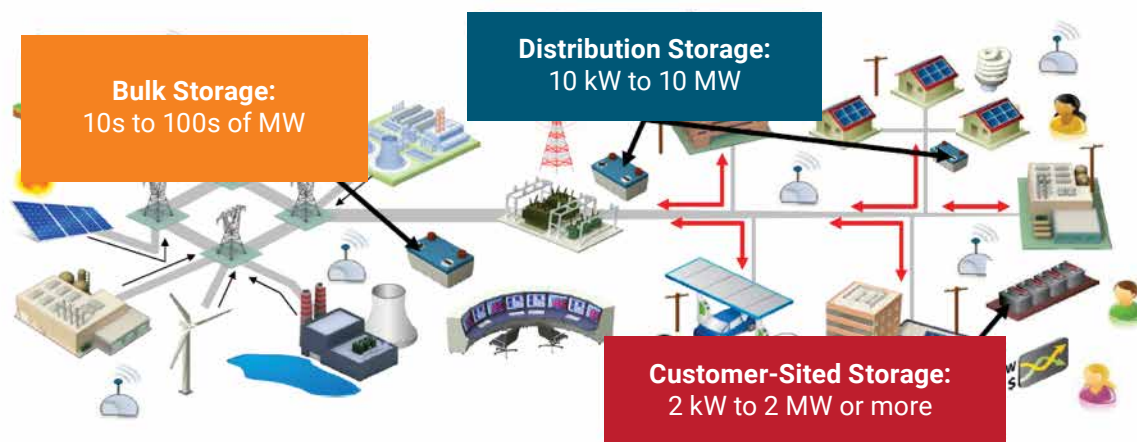 Bulk Storage:
10s to 100s of MW
Distribution Storage:
10 kW to 10 MW
Customer-Sited Storage:
2 kW to 2 MW or more
W
S